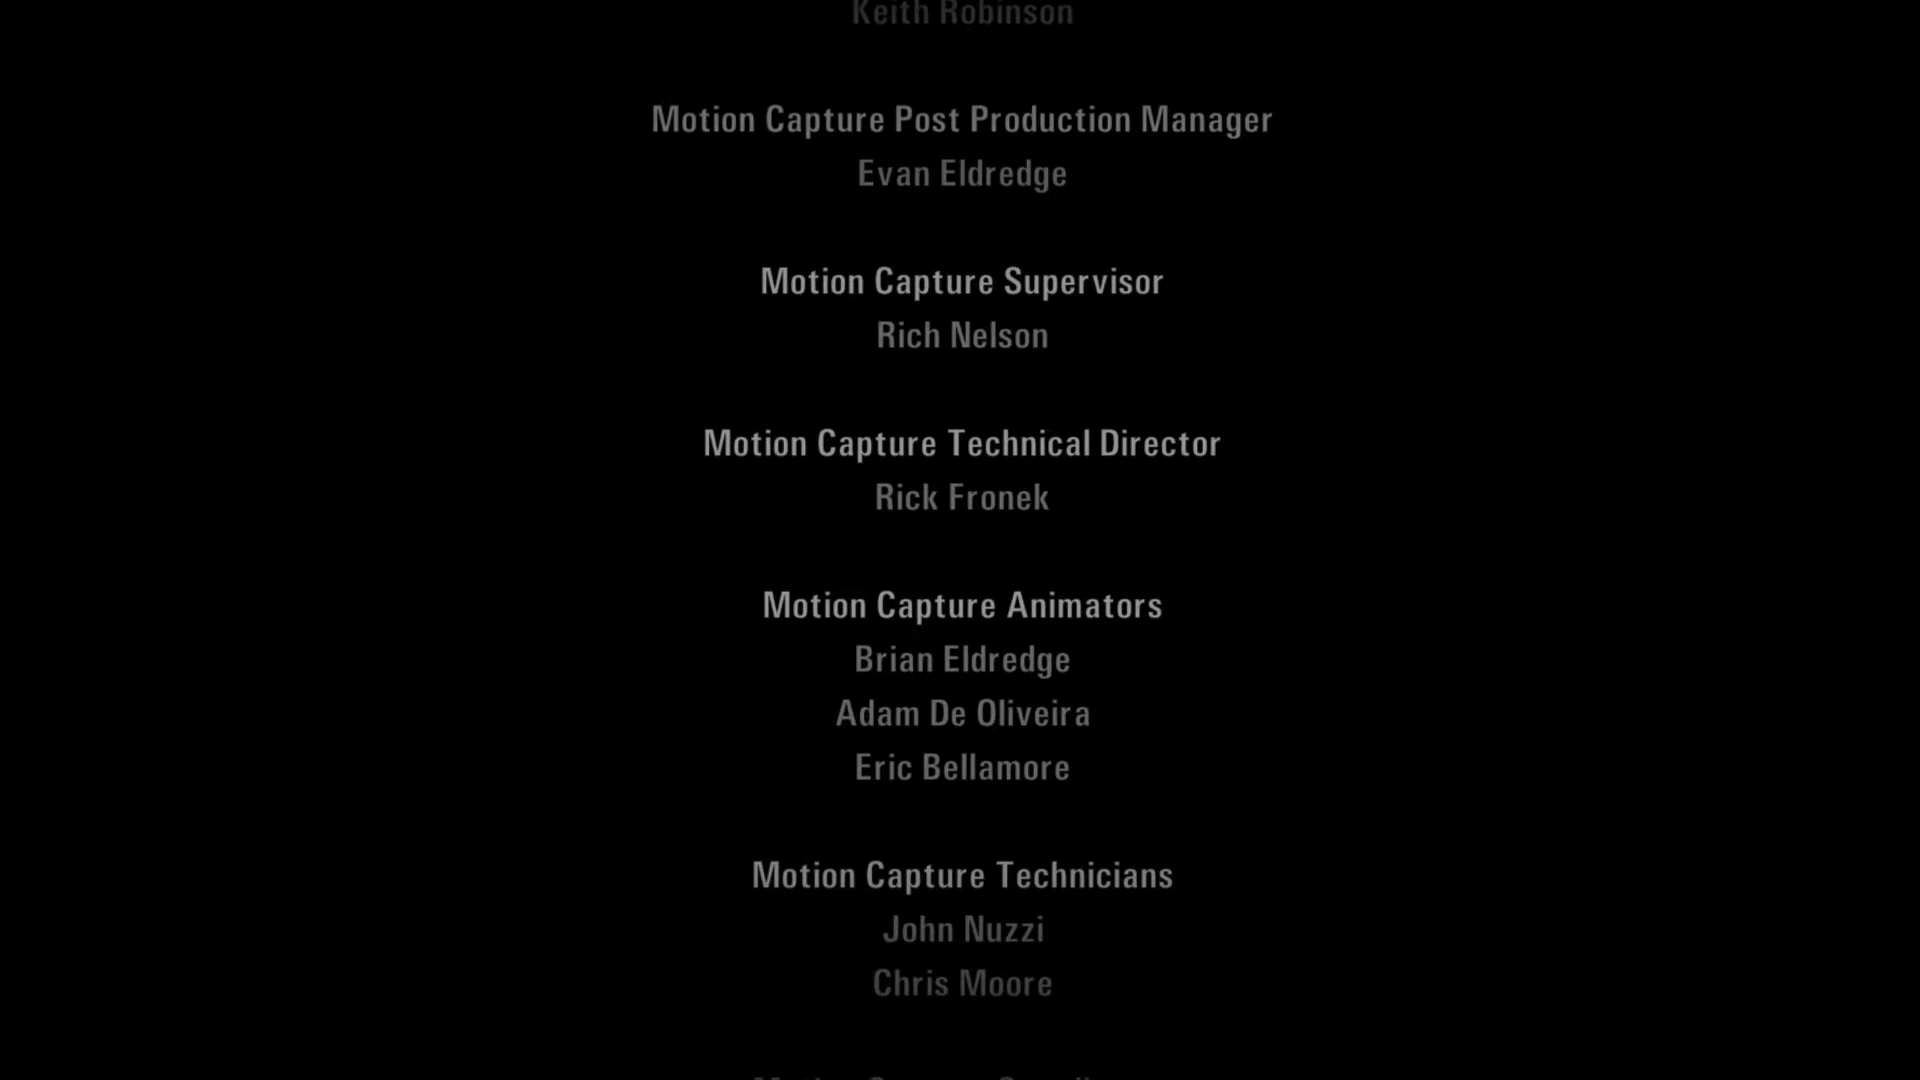 Keith Robinson
Motion Capture Post Production Manager
Evan Eldredge
Motion Capture Supervisor
Rich Nelson
Motion Capture Technical Director
Rick Fronek
Motion Capture Animators
Brian Eldredge
Adam De Oliveira
Eric Bellamore
Motion Capture Technicians
John Nuzzi
Chris Moore